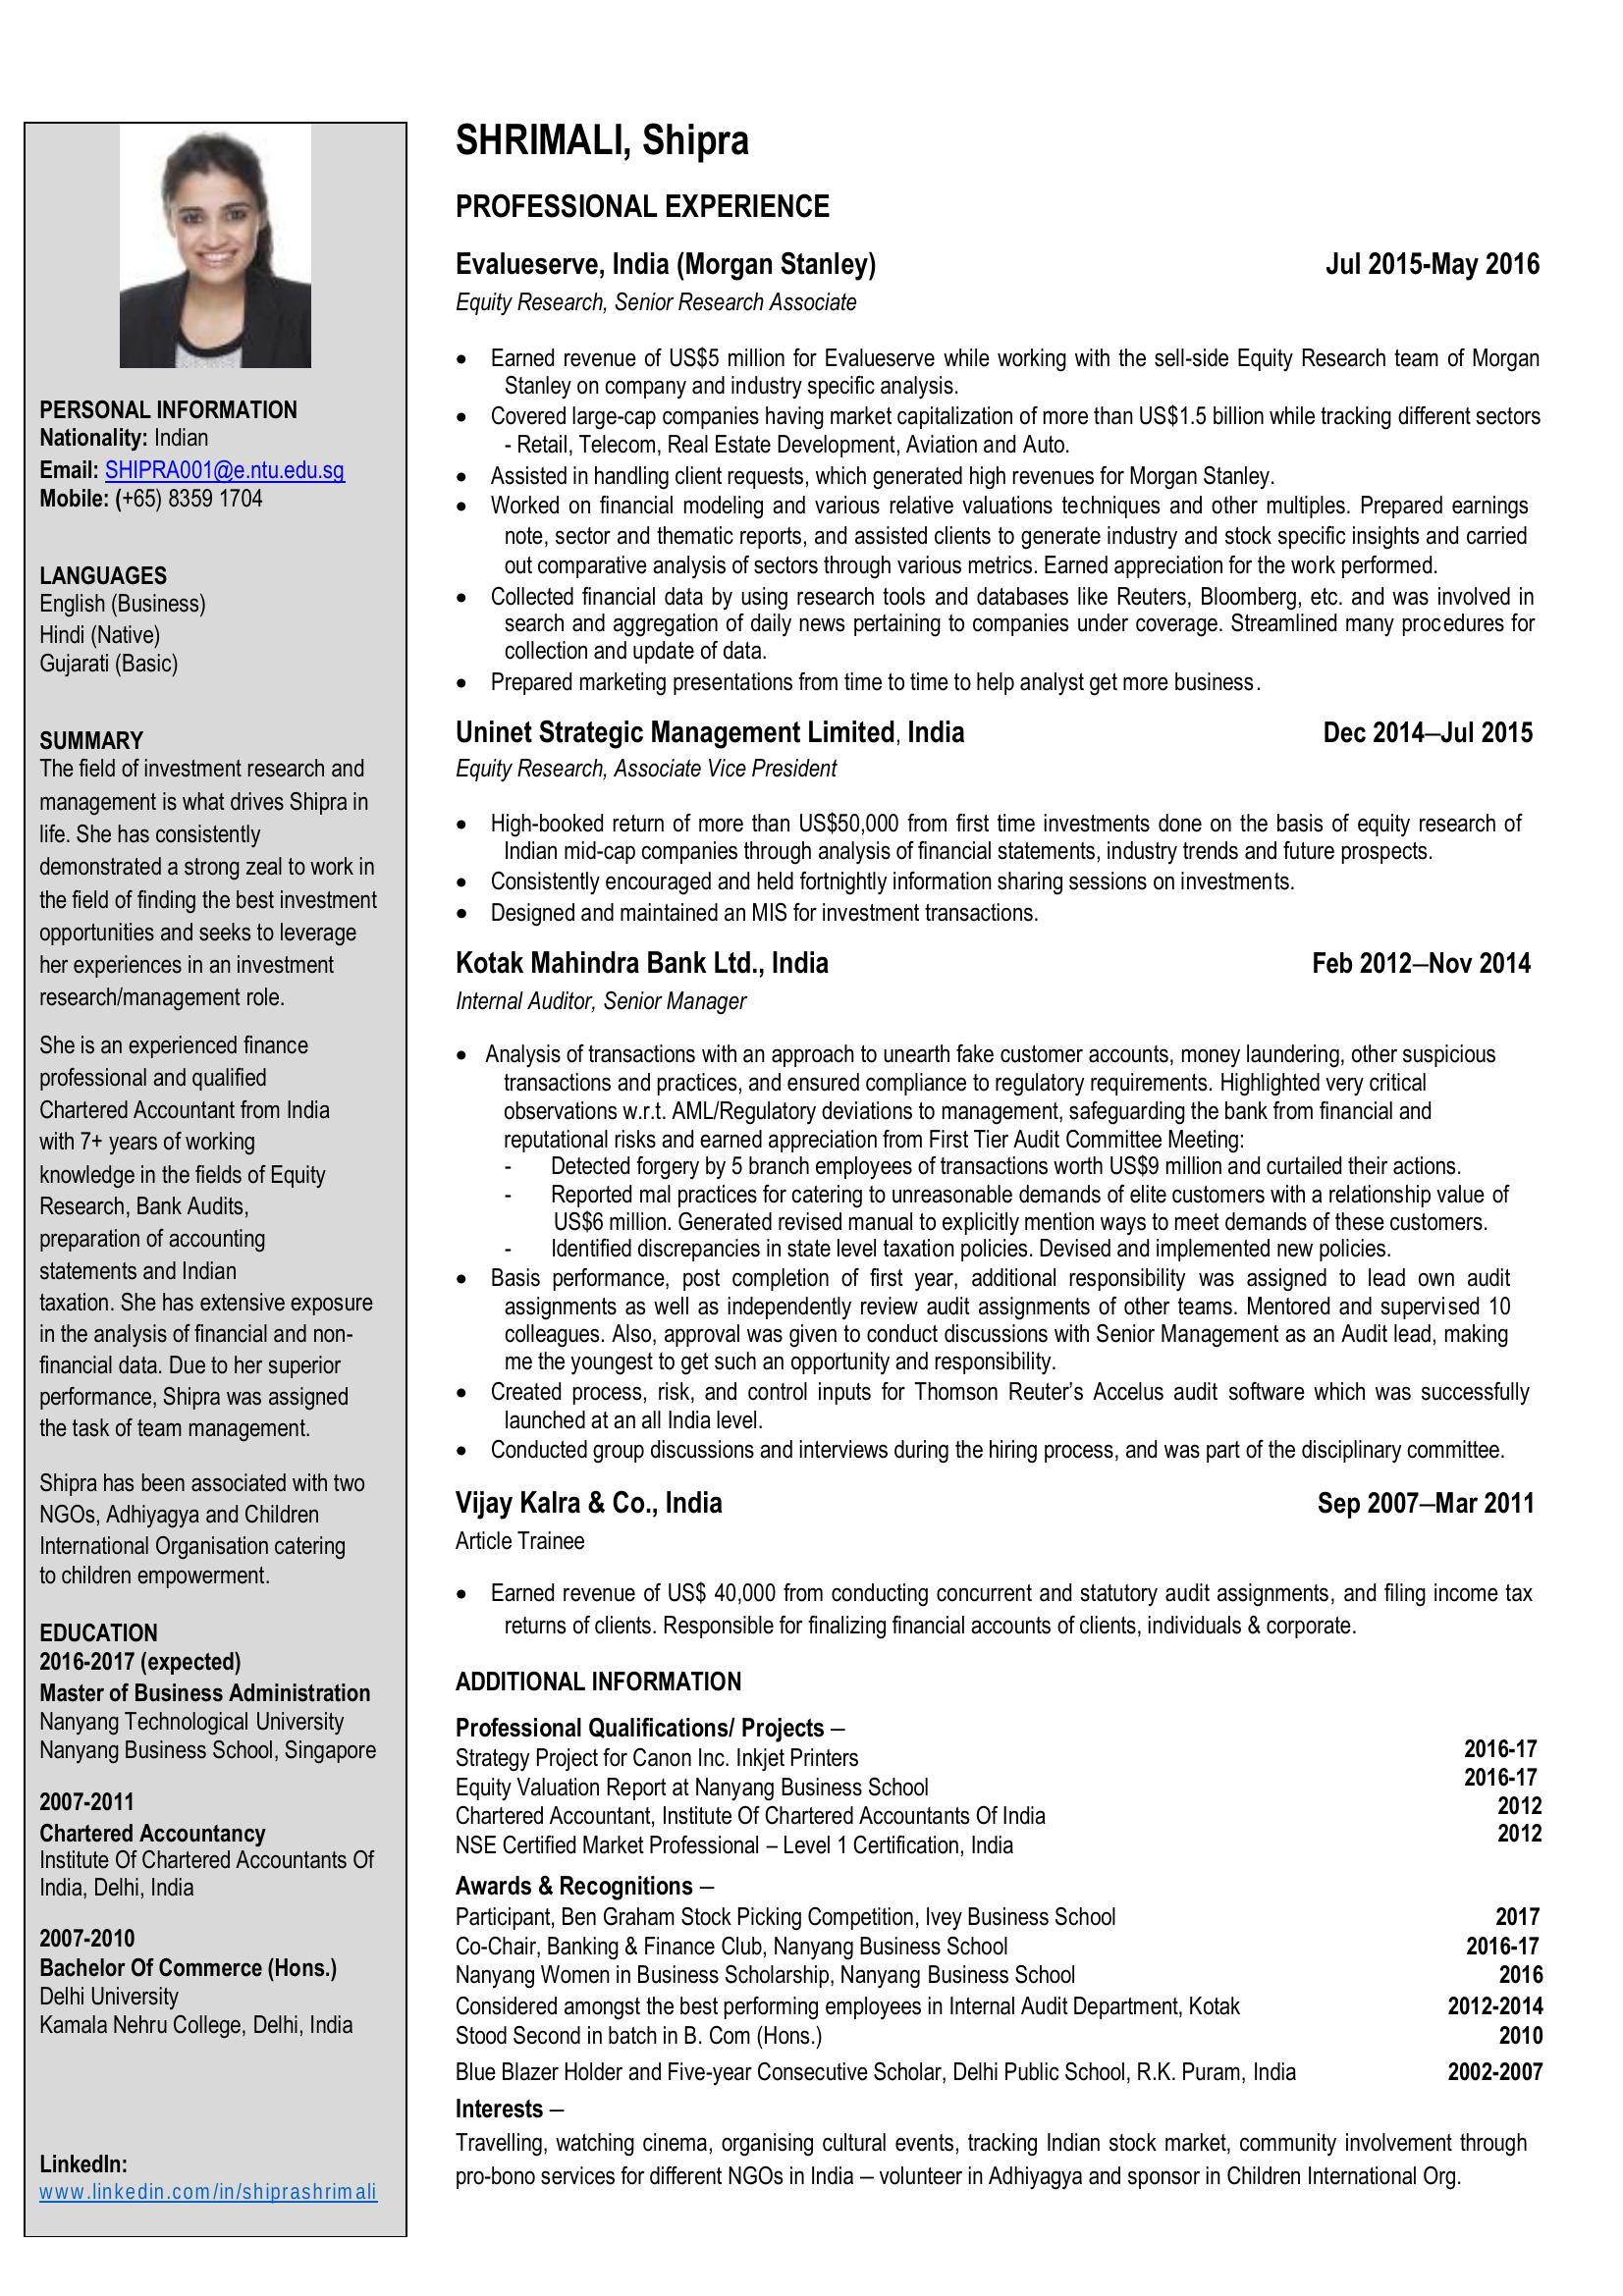 PERSONAL INFORMATION
Nationality: Indian
Email: SHIPRA001@e.ntu.edu.sg
Mobile: (+65) 8359 1704
LANGUAGES
English (Business)
Hindi (Native)
Gujarati (Basic)
SUMMARY
The field of investment research and
management is what drives Shipra in
life. She has consistently
demonstrated a strong zeal to work in
the field of finding the best investment
opportunities and seeks to leverage
her experiences in an investment
research/management role.
She is an experienced finance
professional and qualified
Chartered Accountant from India
with 7+ years of working
knowledge in the fields of Equity
Research, Bank Audits,
preparation of accounting
statements and Indian
taxation. She has extensive exposure
in the analysis of financial and non-
financial data. Due to her superior
performance, Shipra was assigned
the task of team management.
Shipra has been associated with two
NGOs, Adhiyagya and Children
International Organisation catering
to children empowerment.
EDUCATION
2016-2017 (expected)
Master of Business Administration
Nanyang Technological University
Nanyang Business School, Singapore
2007-2011
Chartered Accountancy
Institute Of Chartered Accountants Of
India, Delhi, India
2007-2010
Bachelor Of Commerce (Hons.)
Delhi University
Kamala Nehru College, Delhi, India
LinkedIn:
www.linkedin.com/in/shiprashrimali
SHRIMALI, Shipra
PROFESSIONAL EXPERIENCE
Evalueserve, India (Morgan Stanley) Jul 2015-May 2016
Equity Research, Senior Research Associate
• Earned revenue of US$5 million for Evalueserve while working with the sell-side Equity Research team of Morgan
Stanley on company and industry specific analysis.
• Covered large-cap companies having market capitalization of more than US$1.5 billion while tracking different sectors
- Retail, Telecom, Real Estate Development, Aviation and Auto.
• Assisted in handling client requests, which generated high revenues for Morgan Stanley.
• Worked on financial modeling and various relative valuations techniques and other multiples. Prepared earnings
note, sector and thematic reports, and assisted clients to generate industry and stock specific insights and carried
out comparative analysis of sectors through various metrics. Earned appreciation for the work performed.
• Collected financial data by using research tools and databases like Reuters, Bloomberg, etc. and was involved in
search and aggregation of daily news pertaining to companies under coverage. Streamlined many procedures for
collection and update of data.
• Prepared marketing presentations from time to time to help analyst get more business.
Uninet Strategic Management Limited, India Dec 2014–Jul 2015
Equity Research, Associate Vice President
• High-booked return of more than US$50,000 from first time investments done on the basis of equity research of
Indian mid-cap companies through analysis of financial statements, industry trends and future prospects.
• Consistently encouraged and held fortnightly information sharing sessions on investments.
• Designed and maintained an MIS for investment transactions.
Kotak Mahindra Bank Ltd., India Feb 2012–Nov 2014
Internal Auditor, Senior Manager
• Analysis of transactions with an approach to unearth fake customer accounts, money laundering, other suspicious
transactions and practices, and ensured compliance to regulatory requirements. Highlighted very critical
observations w.r.t. AML/Regulatory deviations to management, safeguarding the bank from financial and
reputational risks and earned appreciation from First Tier Audit Committee Meeting:
- Detected forgery by 5 branch employees of transactions worth US$9 million and curtailed their actions.
- Reported mal practices for catering to unreasonable demands of elite customers with a relationship value of
US$6 million. Generated revised manual to explicitly mention ways to meet demands of these customers.
- Identified discrepancies in state level taxation policies. Devised and implemented new policies.
• Basis performance, post completion of first year, additional responsibility was assigned to lead own audit
assignments as well as independently review audit assignments of other teams. Mentored and supervised 10
colleagues. Also, approval was given to conduct discussions with Senior Management as an Audit lead, making
me the youngest to get such an opportunity and responsibility.
• Created process, risk, and control inputs for Thomson Reuter’s Accelus audit software which was successfully
launched at an all India level.
• Conducted group discussions and interviews during the hiring process, and was part of the disciplinary committee.
Vijay Kalra & Co., India Sep 2007–Mar 2011
Article Trainee
• Earned revenue of US$ 40,000 from conducting concurrent and statutory audit assignments, and filing income tax
returns of clients. Responsible for finalizing financial accounts of clients, individuals & corporate.
ADDITIONAL INFORMATION
Professional Qualifications/ Projects –
Strategy Project for Canon Inc. Inkjet Printers 2016-17
Equity Valuation Report at Nanyang Business School 2016-17
Chartered Accountant, Institute Of Chartered Accountants Of India 2012
NSE Certified Market Professional – Level 1 Certification, India 2012
Awards & Recognitions –
Participant, Ben Graham Stock Picking Competition, Ivey Business School 2017
Co-Chair, Banking & Finance Club, Nanyang Business School 2016-17
Nanyang Women in Business Scholarship, Nanyang Business School 2016
Considered amongst the best performing employees in Internal Audit Department, Kotak 2012-2014
Stood Second in batch in B. Com (Hons.) 2010
Blue Blazer Holder and Five-year Consecutive Scholar, Delhi Public School, R.K. Puram, India 2002-2007
Interests –
Travelling, watching cinema, organising cultural events, tracking Indian stock market, community involvement through
pro-bono services for different NGOs in India – volunteer in Adhiyagya and sponsor in Children International Org.